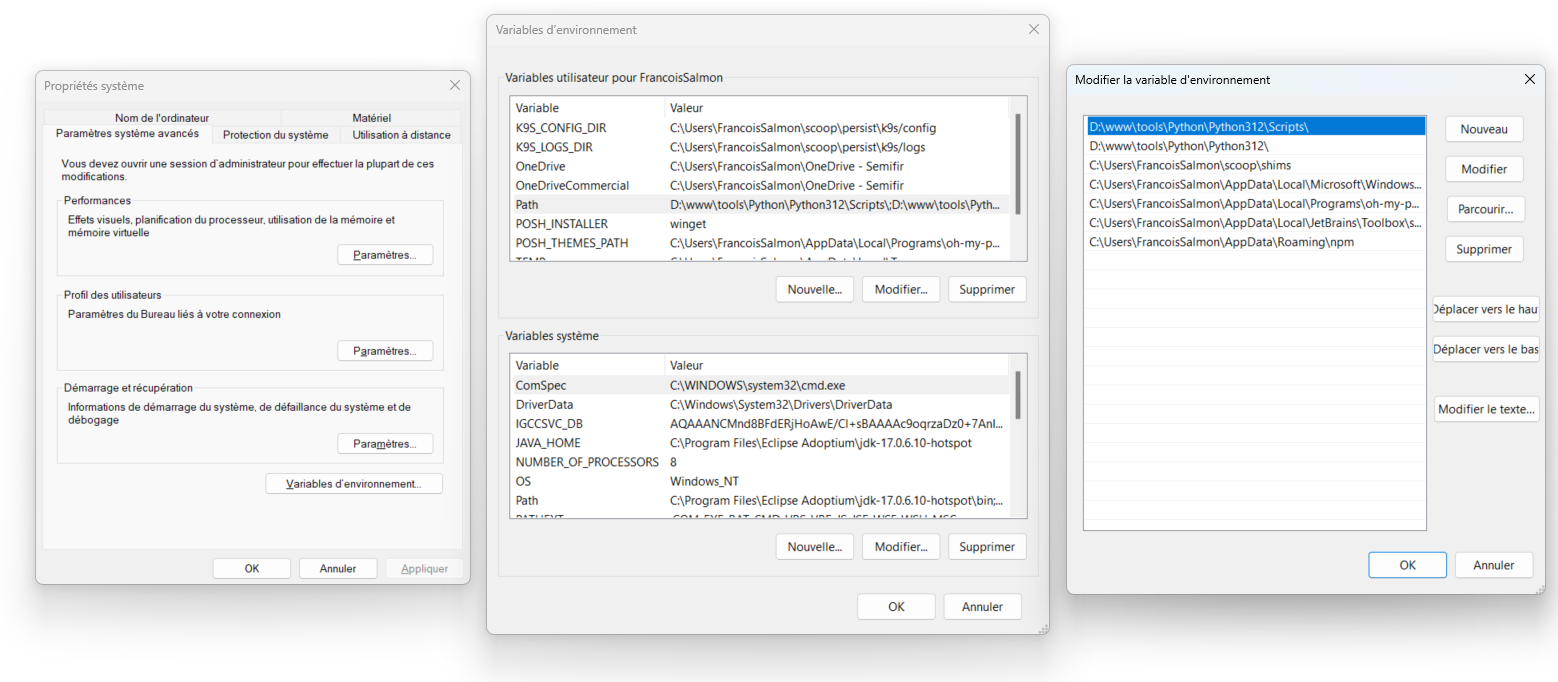 Propriétés système
Nom de l'ordinateur
Matériel
Paramètres système avancés
Protection du système
Utilisation à distance
Vous devez ouvrir une session d'administrateur pour effectuer la plupart de ces
modifications.
Performances
Effets visuels, planification du processeur, utilisation de la mémoire et
mémoire virtuelle
Paramètres...
Profil des utilisateurs
Paramètres du Bureau liés à votre connexion
Paramètres...
Démarrage et récupération
Informations de démarrage du système, de défaillance du système et de
débogage
Paramètres...
Variables d'environnement...
OK
Annuler
Appliquer
Variables d'environnement
Variables utilisateur pour FrancoisSalmon
Variable Valeur
K9S_CONFIG_DIR C:\Users\FrancoisSalmon\scoop\persist\k9s/config
K9S_LOGS_DIR C:\Users\FrancoisSalmon\scoop\persist\k9s/logs
OneDrive C:\Users\FrancoisSalmon\OneDrive - Semifir
OneDriveCommercial C:\Users\FrancoisSalmon\OneDrive - Semifir
Path D:\www\tools\Python\Python312\Scripts\;D:\www\tools\Pyth...
POSH_INSTALLER winget
POSH_THEMES_PATH C:\Users\FrancoisSalmon\AppData\Local\Programs\oh-my-p...
Nouvelle...
Modifier...
Supprimer
Variables système
Variable Valeur
ComSpec C:\WINDOWS\system32\cmd.exe
DriverData C:\Windows\System32\Drivers\DriverData
IGCCSVC_DB AQAAANCMnd8BFdERjHoAwE/Cl+sBAAAAc9oqrzaDz0+7Anl...
JAVA_HOME C:\Program Files\Eclipse Adoptium\jdk-17.0.6.10-hotspot
NUMBER_OF_PROCESSORS 8
OS Windows_NT
Path C:\Program Files\Eclipse Adoptium\jdk-17.0.6.10-hotspot\bin;...
Nouvelle...
Modifier...
Supprimer
OK
Annuler
Modifier la variable d'environnement
D:\www\tools\Python\Python312\Scripts\
D:\www\tools\Python\Python312\
C:\Users\FrancoisSalmon\scoop\shims
C:\Users\FrancoisSalmon\AppData\Local\Microsoft\Windows...
C:\Users\FrancoisSalmon\AppData\Local\Programs\oh-my-p...
C:\Users\FrancoisSalmon\AppData\Local\JetBrains\Toolbox\s...
C:\Users\FrancoisSalmon\AppData\Roaming\npm
Nouveau
Modifier
Parcourir...
Supprimer
Déplacer vers le hau
Déplacer vers le bas
Modifier le texte...
OK
Annuler